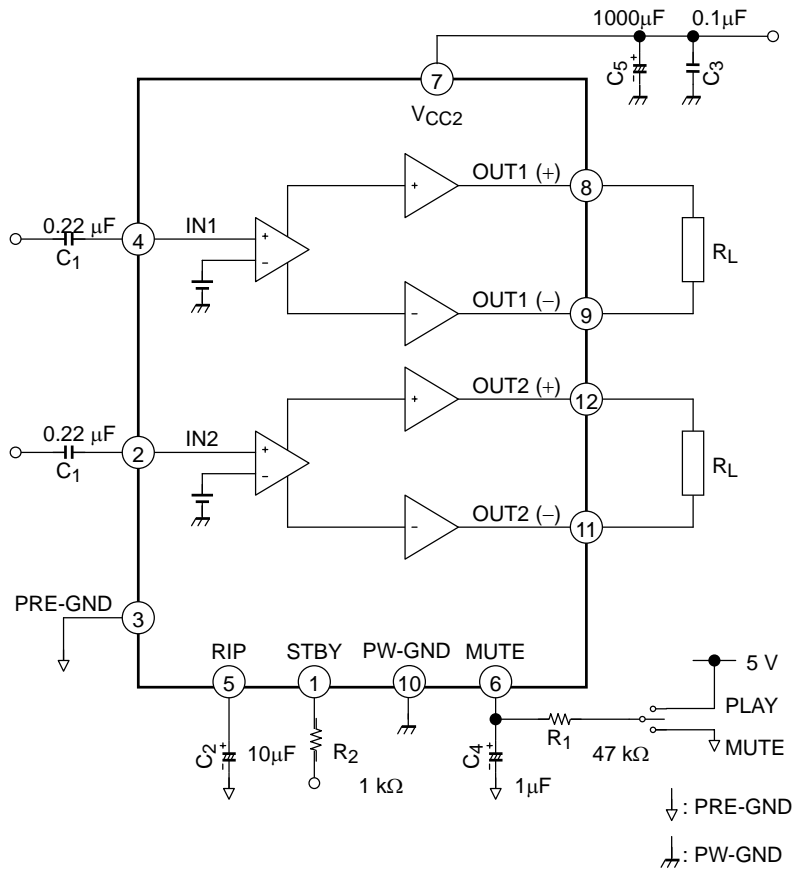 1000μF 0.1μF
C5 C3
7
VCC2
OUT1 (+) 8
0.22 μF IN1
4
C1
RL
OUT1 (−) 9
OUT2 (+) 12
0.22 μF IN2
2
C1
RL
OUT2 (−) 11
PRE-GND 3
RIP STBY PW-GND MUTE
5 1 10 6
5 V
PLAY
MUTE
C2 10μF R2 1 kΩ C4 1μF R1 47 kΩ
: PRE-GND
: PW-GND